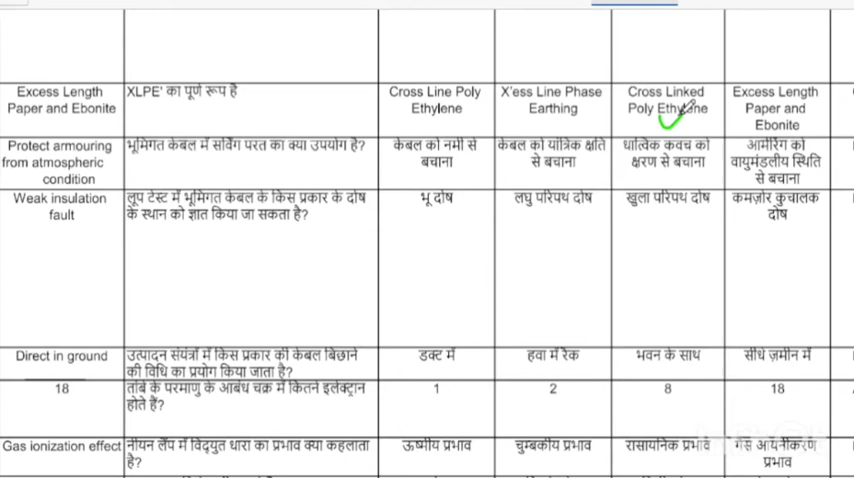 Excess Length
Paper and Ebonite
XLPE' का पूर्ण रूप है
Cross Line Poly
Ethylene
X'ess Line Phase
Earthing
Cross Linked
Poly Ethylene
Excess Length
Paper and
Ebonite
Protect armouring
from atmospheric
condition
भूमिगत केबल में सर्विंग परत का क्या उपयोग है?
केबल को नमी से
बचाना
केबल को यांत्रिक क्षति
से बचाना
धात्विक कवच को
क्षरण से बचाना
आर्मरिंग को
वायुमंडलीय स्थिति
से बचाना
Weak insulation
fault
लूप टेस्ट में भूमिगत केबल के किस प्रकार के दोष
के स्थान को ज्ञात किया जा सकता है?
भू दोष
लघु परिपथ दोष
खुला परिपथ दोष
कमज़ोर कुचालक
दोष
Direct in ground
उत्पादन संयंत्रों में किस प्रकार की केबल बिछाने
की विधि का प्रयोग किया जाता है?
डक्ट में
हवा में रैक
भवन के साथ
सीधे ज़मीन में
18
तांबे के परमाणु के आबंध चक्र में कितने इलेक्ट्रान
होते हैं?
1
2
8
18
Gas ionization effect
नीयन लैंप में विद्युत धारा का प्रभाव क्या कहलाता
है?
ऊष्मीय प्रभाव
चुम्बकीय प्रभाव
रासायनिक प्रभाव
गैस आयनीकरण
प्रभाव